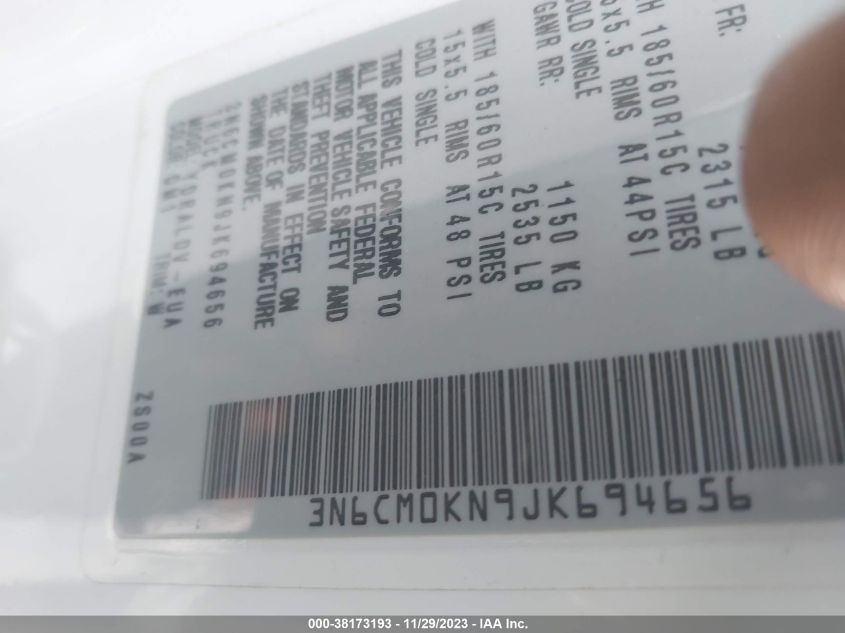 FR:
2315 LB
185/60R15C TIRES
5.5 RIMS AT 44PSI
COLD SINGLE
GAWR RR:
1150 KG
2535 LB
WITH 185/60R15C TIRES
15x5.5 RIMS AT 48 PSI
COLD SINGLE
THIS VEHICLE CONFORMS TO
ALL APPLICABLE FEDERAL
MOTOR VEHICLE SAFETY AND
THEFT PREVENTION
STANDARDS IN EFFECT ON
THE DATE OF MANUFACTURE
SHOWN ABOVE.
3N6CM0KN9JK694656
TRUCK
TRIM:W
ZS00A
3N6CM0KN9JK694656
000-38173193 - 11/29/2023 - IAA Inc.